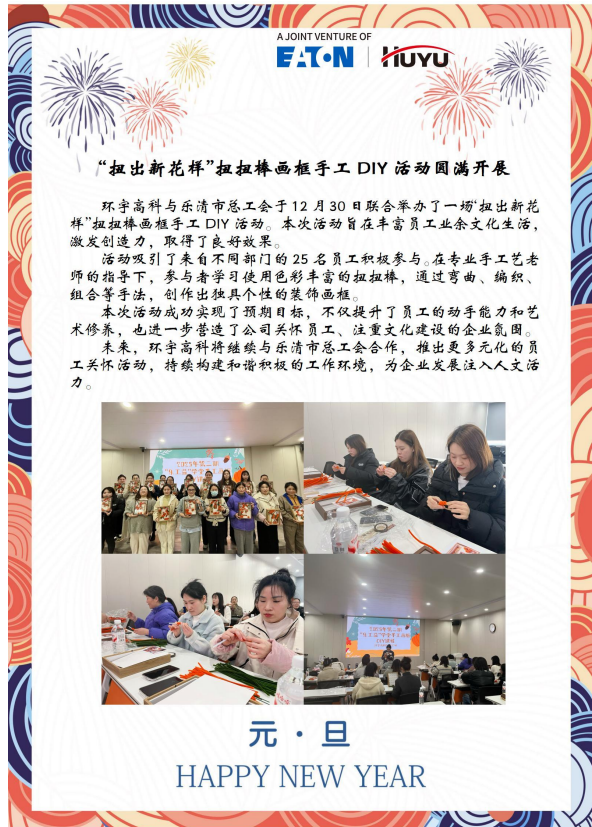 A JOINT VENTURE OF
EATON | HUYU
“扭出新花样”扭扭棒画框手工 DIY 活动圆满开展
环宇高科与乐清市总工会于 12 月 30 日联合举办了一场“扭出新花
样”扭扭棒画框手工 DIY 活动。本次活动旨在丰富员工业余文化生活，
激发创造力，取得了良好效果。
活动吸引了来自不同部门的 25 名员工积极参与。在专业手工艺老
师的指导下，参与者学习使用色彩丰富的扭扭棒，通过弯曲、编织、
组合等手法，创作出独具个性的装饰画框。
本次活动成功实现了预期目标，不仅提升了员工的动手能力和艺
术修养，也进一步营造了公司关怀员工、注重文化建设的企业氛围。
未来，环宇高科将继续与乐清市总工会合作，推出更多元化的员
工关怀活动，持续构建和谐积极的工作环境，为企业发展注入人文活
力。
元·旦
HAPPY NEW YEAR